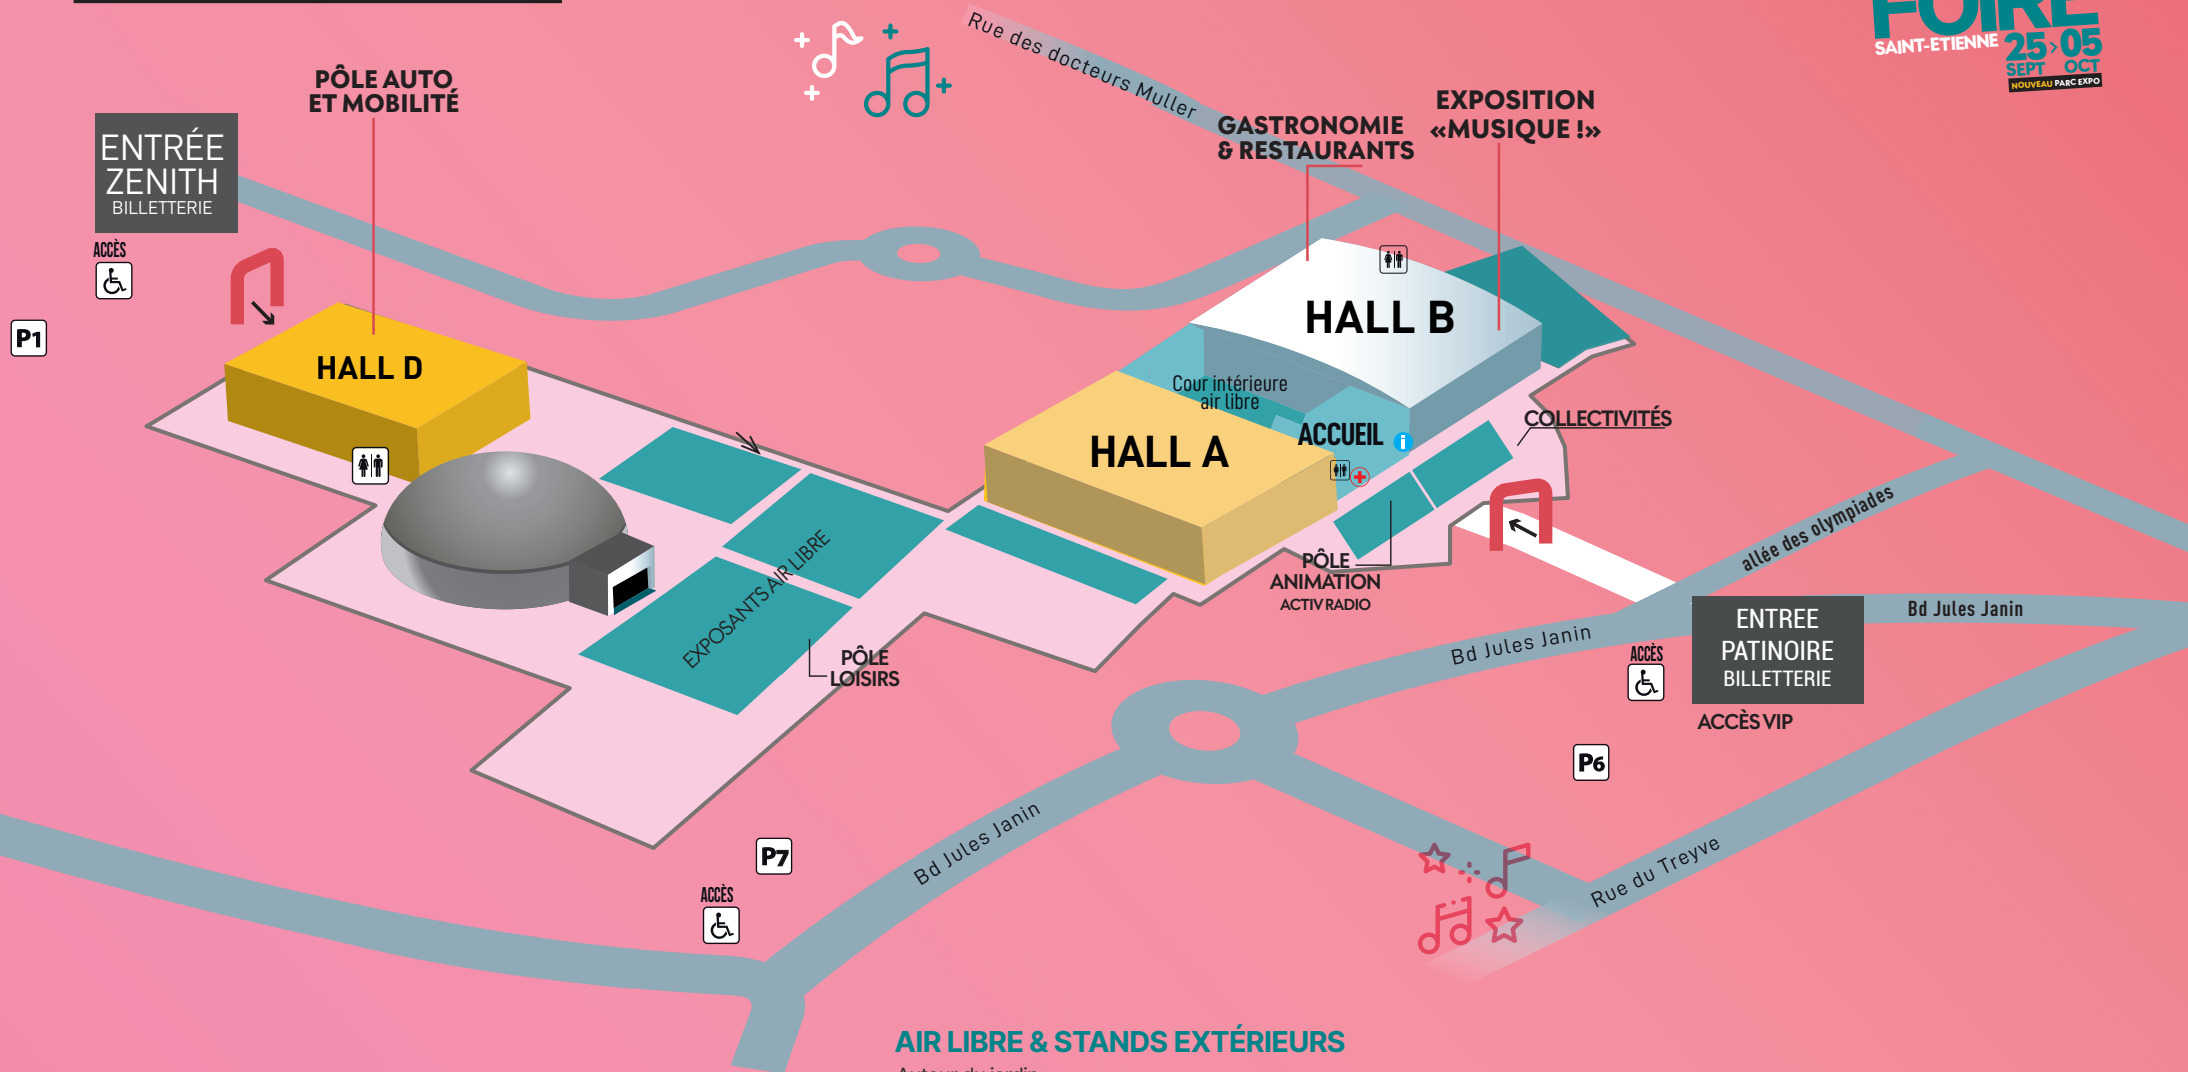 FOIRE
SAINT-ETIENNE
25 > 05
SEPT OCT
NOUVEAU PARC EXPO
PÔLE AUTO
ET MOBILITÉ
ENTRÉE
ZENITH
BILLETTERIE
ACCÈS
P1
HALL D
Rue des docteurs Muller
GASTRONOMIE
& RESTAURANTS
EXPOSITION
«MUSIQUE !»
HALL B
Cour intérieure
air libre
HALL A
ACCUEIL
i
COLLECTIVITÉS
PÔLE
ANIMATION
ACTIV RADIO
EXPOSANTS AIR LIBRE
PÔLE
LOISIRS
allée des olympiades
Bd Jules Janin
Bd Jules Janin
ENTREE
PATINOIRE
BILLETTERIE
ACCÈS
ACCÈS VIP
P6
P7
ACCÈS
Bd Jules Janin
Rue du Treyve
AIR LIBRE & STANDS EXTÉRIEURS
Autour du jardin